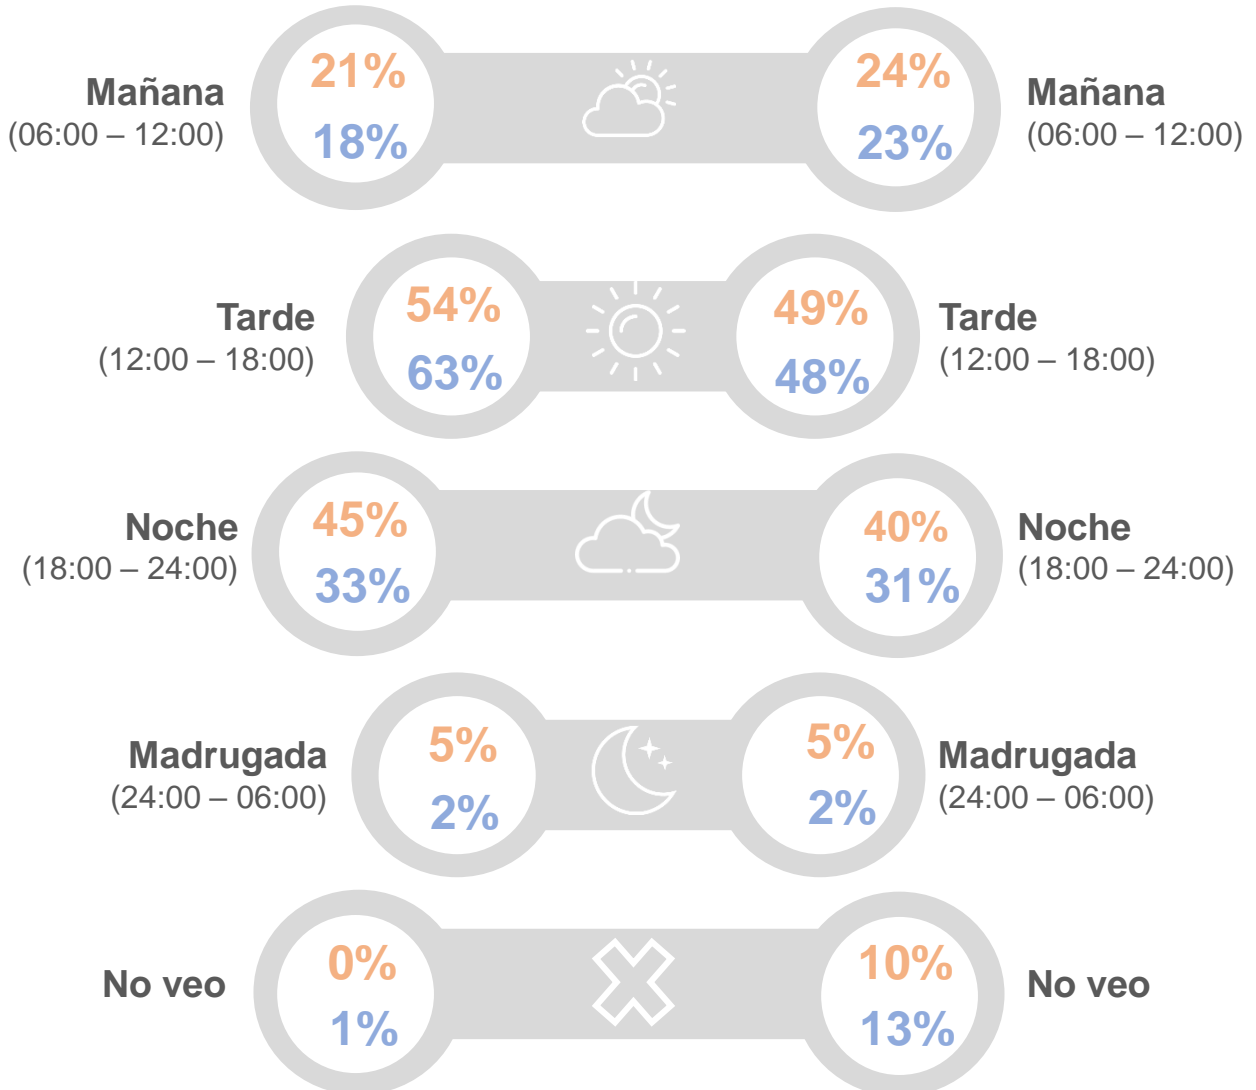 Mañana
(06:00 – 12:00)
21%
18%
24%
23%
Mañana
(06:00 – 12:00)
Tarde
(12:00 – 18:00)
54%
63%
49%
48%
Tarde
(12:00 – 18:00)
Noche
(18:00 – 24:00)
45%
33%
40%
31%
Noche
(18:00 – 24:00)
Madrugada
(24:00 – 06:00)
5%
2%
5%
2%
Madrugada
(24:00 – 06:00)
No veo
0%
1%
10%
13%
No veo